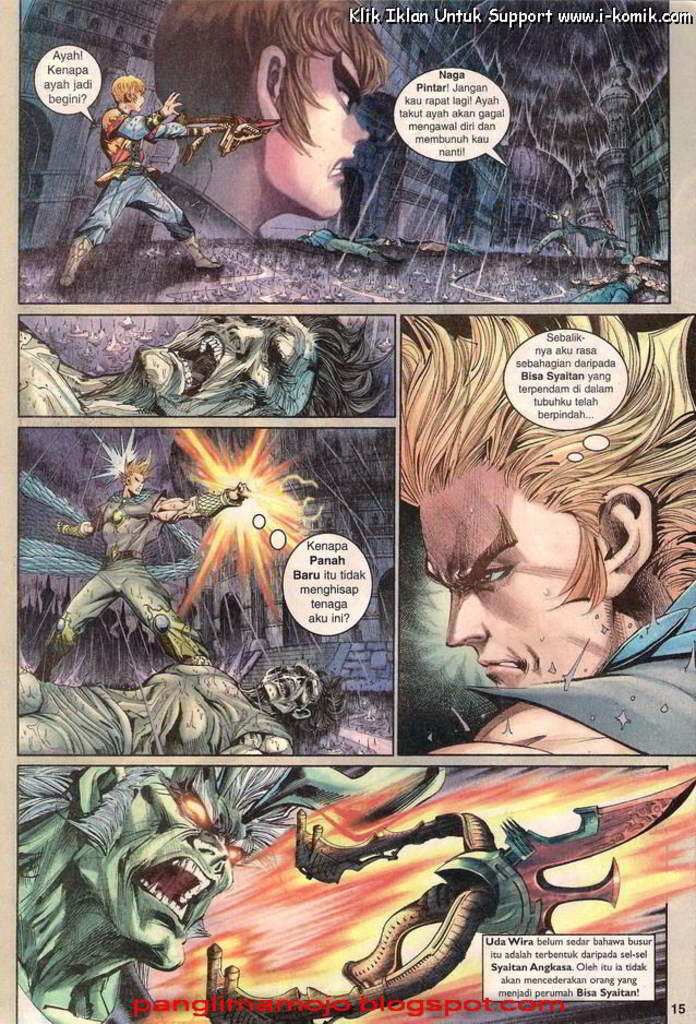 Klik Iklan Untuk Support www.i-komik.com
Ayah!
Kenapa
ayah jadi
begini?
Naga
Pintar! Jangan
kau rapat lagi! Ayah
takut ayah akan gagal
mengawal diri dan
membunuh kau
nanti!
Sebalik-
nya aku rasa
sebahagian daripada
Bisa Syaitan yang
terpendam di dalam
tubuhku telah
berpindah...
Kenapa
Panah
Baru itu tidak
menghisap
tenaga
aku ini?
Uda Wira belum sedar bahawa busur
itu adalah terbentuk daripada sel-sel
Syaitan Angkasa. Oleh itu ia tidak
akan mencederakan orang yang
menjadi perumah Bisa Syaitan!
panglimamojo.blogspot.com
15